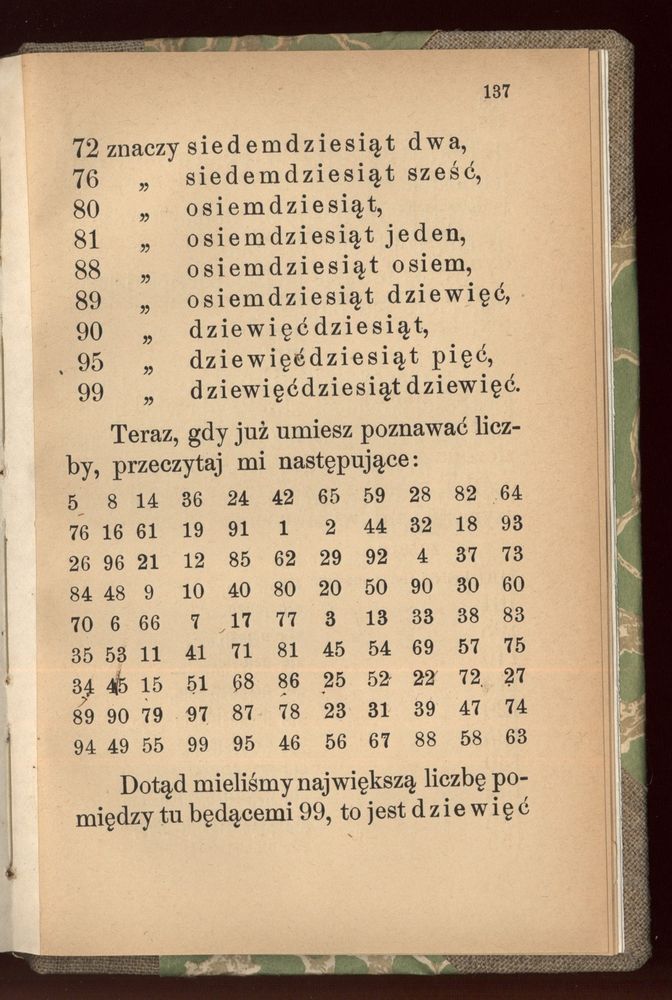 137
72 znaczy siedemdziesiąt dwa,
76 „ siedemdziesiąt sześć,
80 „ osiemdziesiąt,
81 „ osiemdziesiąt jeden,
88 „ osiemdziesiąt osiem,
89 „ osiemdziesiąt dziewięć,
90 „ dziewięćdziesiąt,
95 „ dziewięćdziesiąt pięć,
99 „ dziewięćdziesiąt dziewięć.
Teraz, gdy już umiesz poznawać licz-
by, przeczytaj mi następujące:
5 8 14 36 24 42 65 59 28 82 64
76 16 61 19 91 1 2 44 32 18 93
26 96 21 12 85 62 29 92 4 37 73
84 48 9 10 40 80 20 50 90 30 60
70 6 66 7 17 77 3 13 33 38 83
35 53 11 41 71 81 45 54 69 57 75
34 45 15 51 68 86 25 52 22 72 27
89 90 79 97 87 78 23 31 39 47 74
94 49 55 99 95 46 56 67 88 58 63
Dotąd mieliśmy największą liczbę po-
między tu będącemi 99, to jest dziewięć